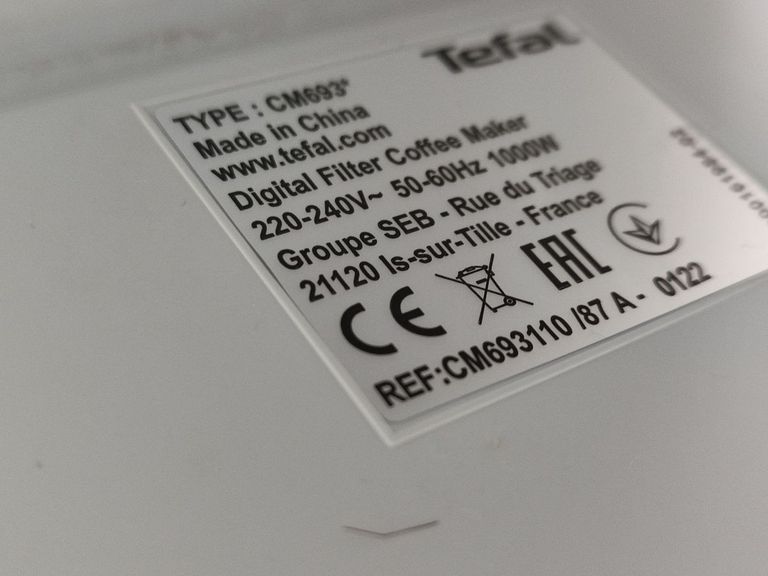 Tefal
TYPE : CM693*
Made in China
www.tefal.com
Digital Filter Coffee Maker
220-240V~ 50-60Hz 1000W
Groupe SEB - Rue du Triage
21120 Is-sur-Tille - France
CE EAC
REF:CM693110 /87 A - 0122